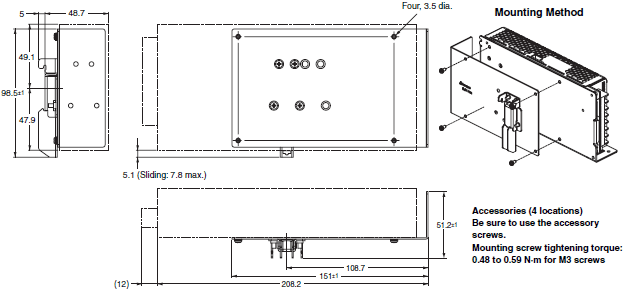 Four, 3.5 dia.
Mounting Method
5
48.7
49.1
98.5±1
47.9
5.1 (Sliding: 7.8 max.)
51.2±1
108.7
151±1
(12)
208.2
Accessories (4 locations)
Be sure to use the accessory
screws.
Mounting screw tightening torque:
0.48 to 0.59 N·m for M3 screws